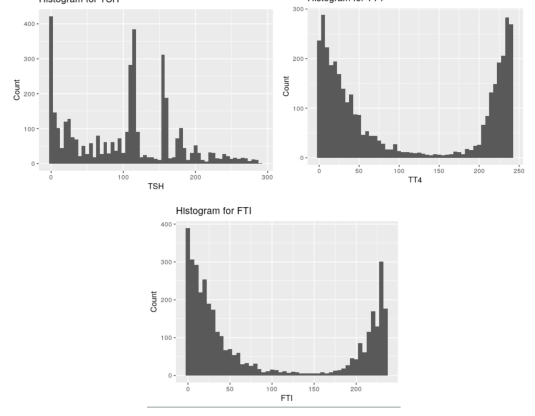 Histogram for TSH
400
300
200
100
0
Count
0 100 200 300
TSH
Histogram for TT4
300
200
100
0
Count
0 50 100 150 200 250
TT4
Histogram for FTI
400
300
200
100
0
Count
0 50 100 150 200
FTI